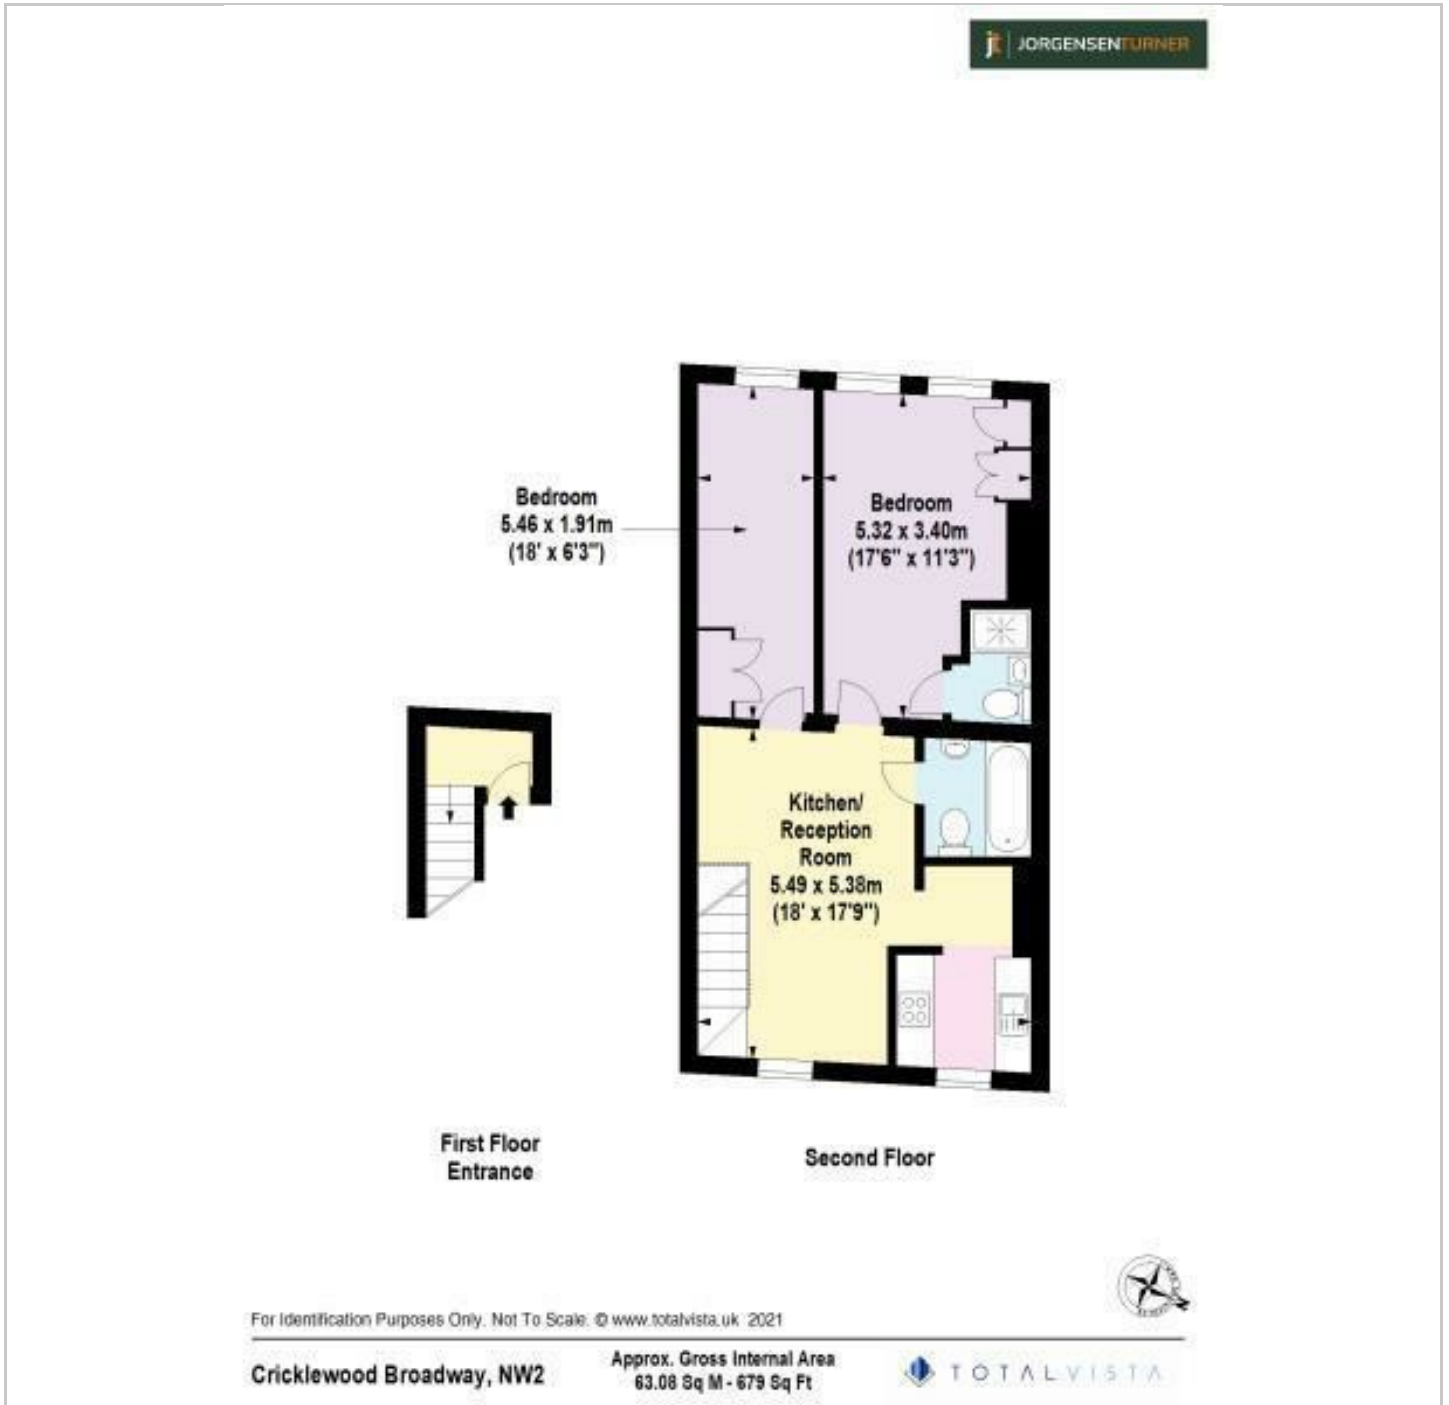 jt JORGENSENTURNER
Bedroom
5.46 x 1.91m
(18' x 6'3")
Bedroom
5.32 x 3.40m
(17'6" x 11'3")
Kitchen/
Reception
Room
5.49 x 5.38m
(18' x 17'9")
First Floor
Entrance
Second Floor
For Identification Purposes Only. Not To Scale. © www.totalvista.uk 2021
Cricklewood Broadway, NW2
Approx. Gross Internal Area
63.08 Sq M - 679 Sq Ft
TOTALVISTA